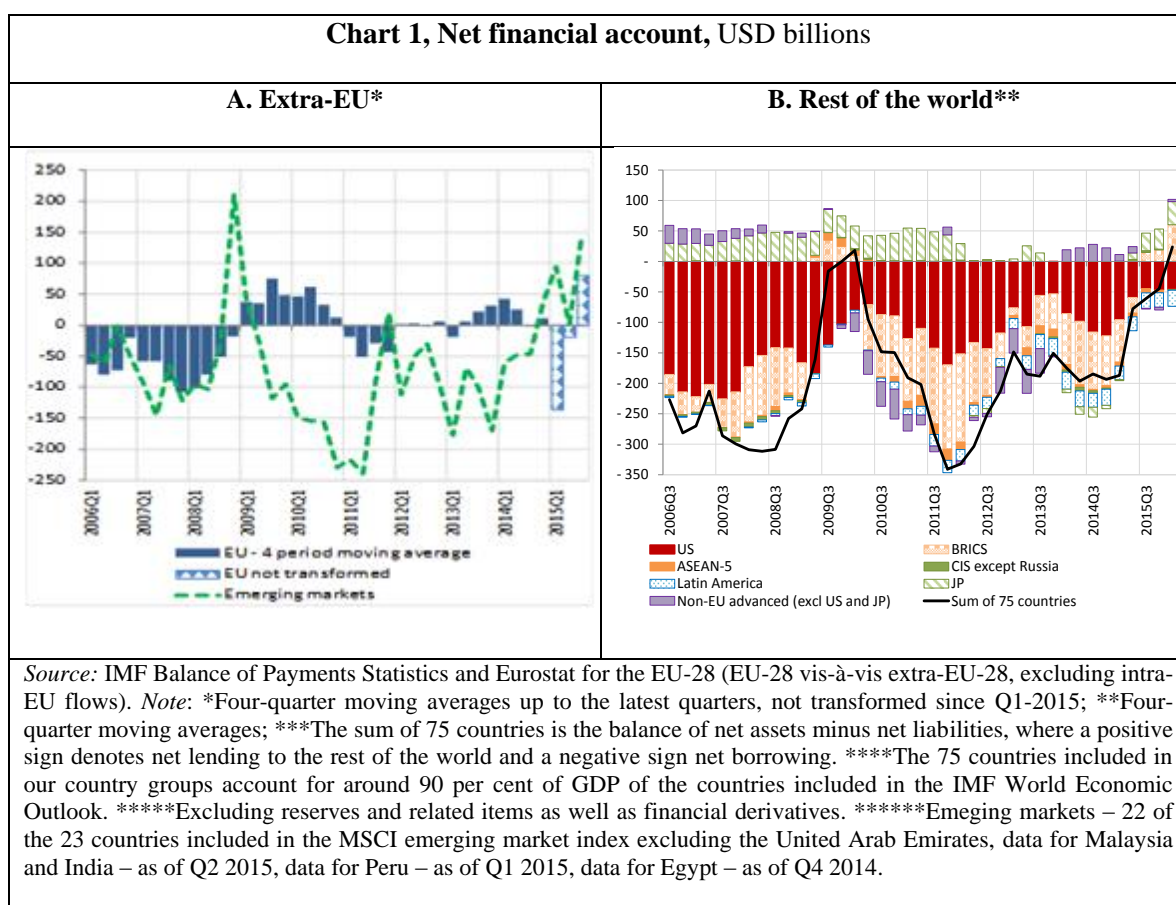 Chart 1, Net financial account, USD billions
A. Extra-EU*
B. Rest of the world**
250
200
150
100
50
0
-50
-100
-150
-200
-250
2006Q1
2007Q1
2008Q1
2009Q1
2010Q1
2011Q1
2012Q1
2013Q1
2014Q1
2015Q1
EU - 4 period moving average
EU not transformed
Emerging markets
150
100
50
-
- 50
- 100
- 150
- 200
- 250
- 300
- 350
2006Q3
2007Q3
2008Q3
2009Q3
2010Q3
2011Q3
2012Q3
2013Q3
2014Q3
2015Q3
US
BRICS
ASEAN-5
CIS except Russia
Latin America
JP
Non-EU advanced (excl US and JP)
Sum of 75 countries
Source: IMF Balance of Payments Statistics and Eurostat for the EU-28 (EU-28 vis-à-vis extra-EU-28, excluding intra-
EU flows). Note: *Four-quarter moving averages up to the latest quarters, not transformed since Q1-2015; **Four-
quarter moving averages; ***The sum of 75 countries is the balance of net assets minus net liabilities, where a positive
sign denotes net lending to the rest of the world and a negative sign net borrowing. ****The 75 countries included in
our country groups account for around 90 per cent of GDP of the countries included in the IMF World Economic
Outlook. *****Excluding reserves and related items as well as financial derivatives. ******Emeging markets – 22 of
the 23 countries included in the MSCI emerging market index excluding the United Arab Emirates, data for Malaysia
and India – as of Q2 2015, data for Peru – as of Q1 2015, data for Egypt – as of Q4 2014.